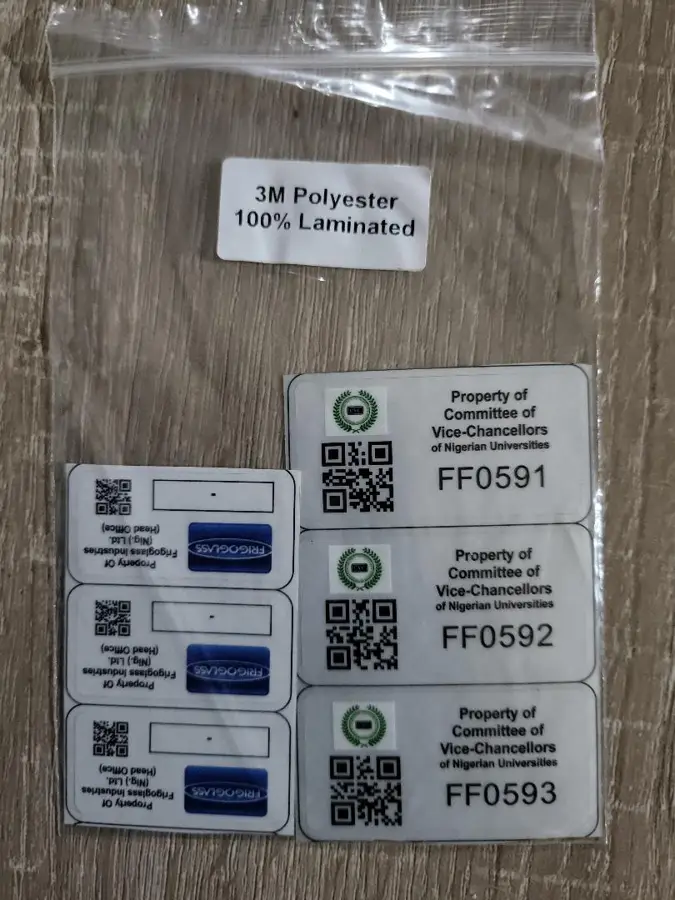 3M Polyester
100% Laminated
Property of
Committee of
Vice-Chancellors
of Nigerian Universities
FF0591
Property of
Committee of
Vice-Chancellors
of Nigerian Universities
FF0592
Property of
Committee of
Vice-Chancellors
of Nigerian Universities
FF0593
Property Of
Frigoglass Industries
(Nig.) Ltd.
(Head Office)
FRIGOGLASS
-
Property Of
Frigoglass Industries
(Nig.) Ltd.
(Head Office)
FRIGOGLASS
-
Property Of
Frigoglass Industries
(Nig.) Ltd.
(Head Office)
FRIGOGLASS
-